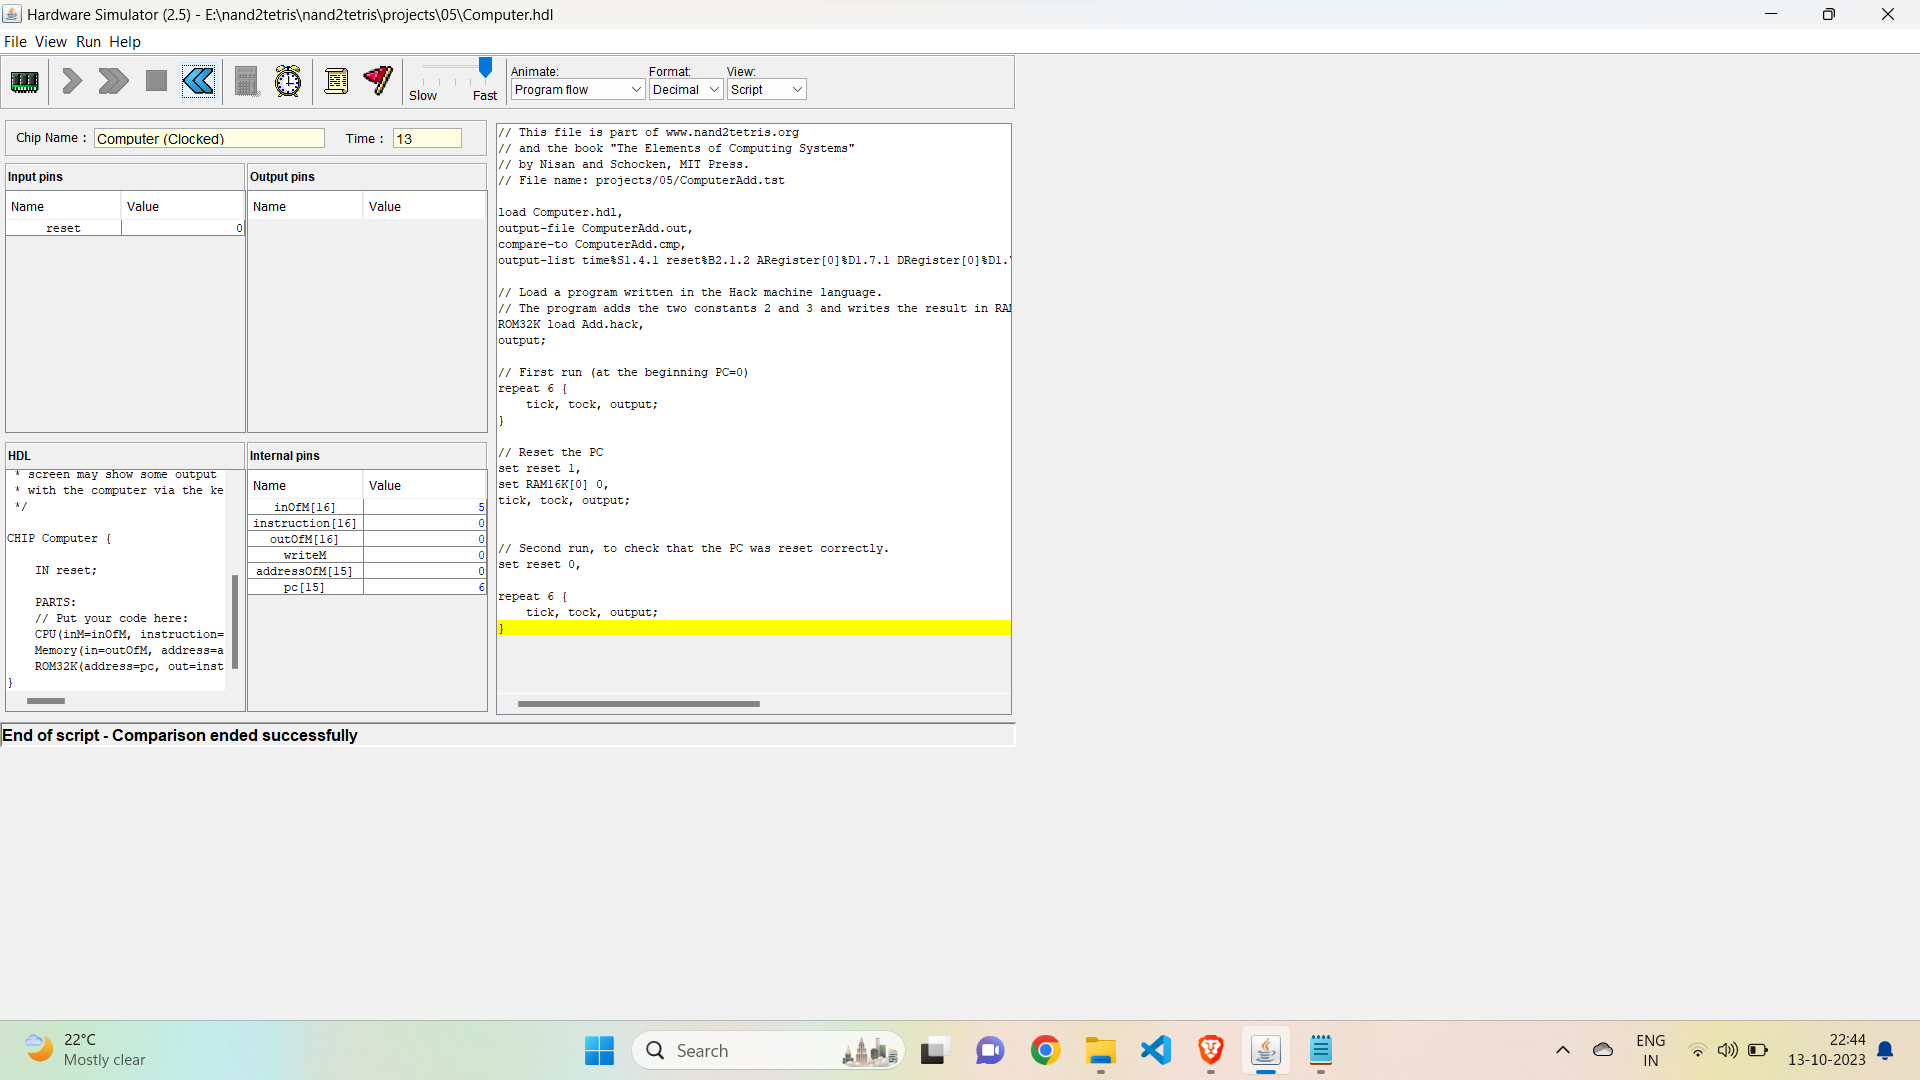 Hardware Simulator (2.5) - E:\nand2tetris\nand2tetris\projects\05\Computer.hdl
File View Run Help
Slow Fast
Animate: Format: View:
Program flow Decimal Script
Chip Name : Computer (Clocked) Time : 13
Input pins
Name Value
reset 0
Output pins
Name Value
HDL
* screen may show some output
* with the computer via the ke
*/
CHIP Computer {
IN reset;
PARTS:
// Put your code here:
CPU(inM=inOfM, instruction=
Memory(in=outOfM, address=a
ROM32K(address=pc, out=inst
}
Internal pins
Name Value
inOfM[16] 5
instruction[16] 0
outOfM[16] 0
writeM 0
addressOfM[15] 0
pc[15] 6
// This file is part of www.nand2tetris.org
// and the book "The Elements of Computing Systems"
// by Nisan and Schocken, MIT Press.
// File name: projects/05/ComputerAdd.tst
load Computer.hdl,
output-file ComputerAdd.out,
compare-to ComputerAdd.cmp,
output-list time%S1.4.1 reset%B2.1.2 ARegister[0]%D1.7.1 DRegister[0]%D1.
// Load a program written in the Hack machine language.
// The program adds the two constants 2 and 3 and writes the result in RA
ROM32K load Add.hack,
output;
// First run (at the beginning PC=0)
repeat 6 {
tick, tock, output;
}
// Reset the PC
set reset 1,
set RAM16K[0] 0,
tick, tock, output;
// Second run, to check that the PC was reset correctly.
set reset 0,
repeat 6 {
tick, tock, output;
}
End of script - Comparison ended successfully
22°C
Mostly clear
Search
ENG
IN
22:44
13-10-2023